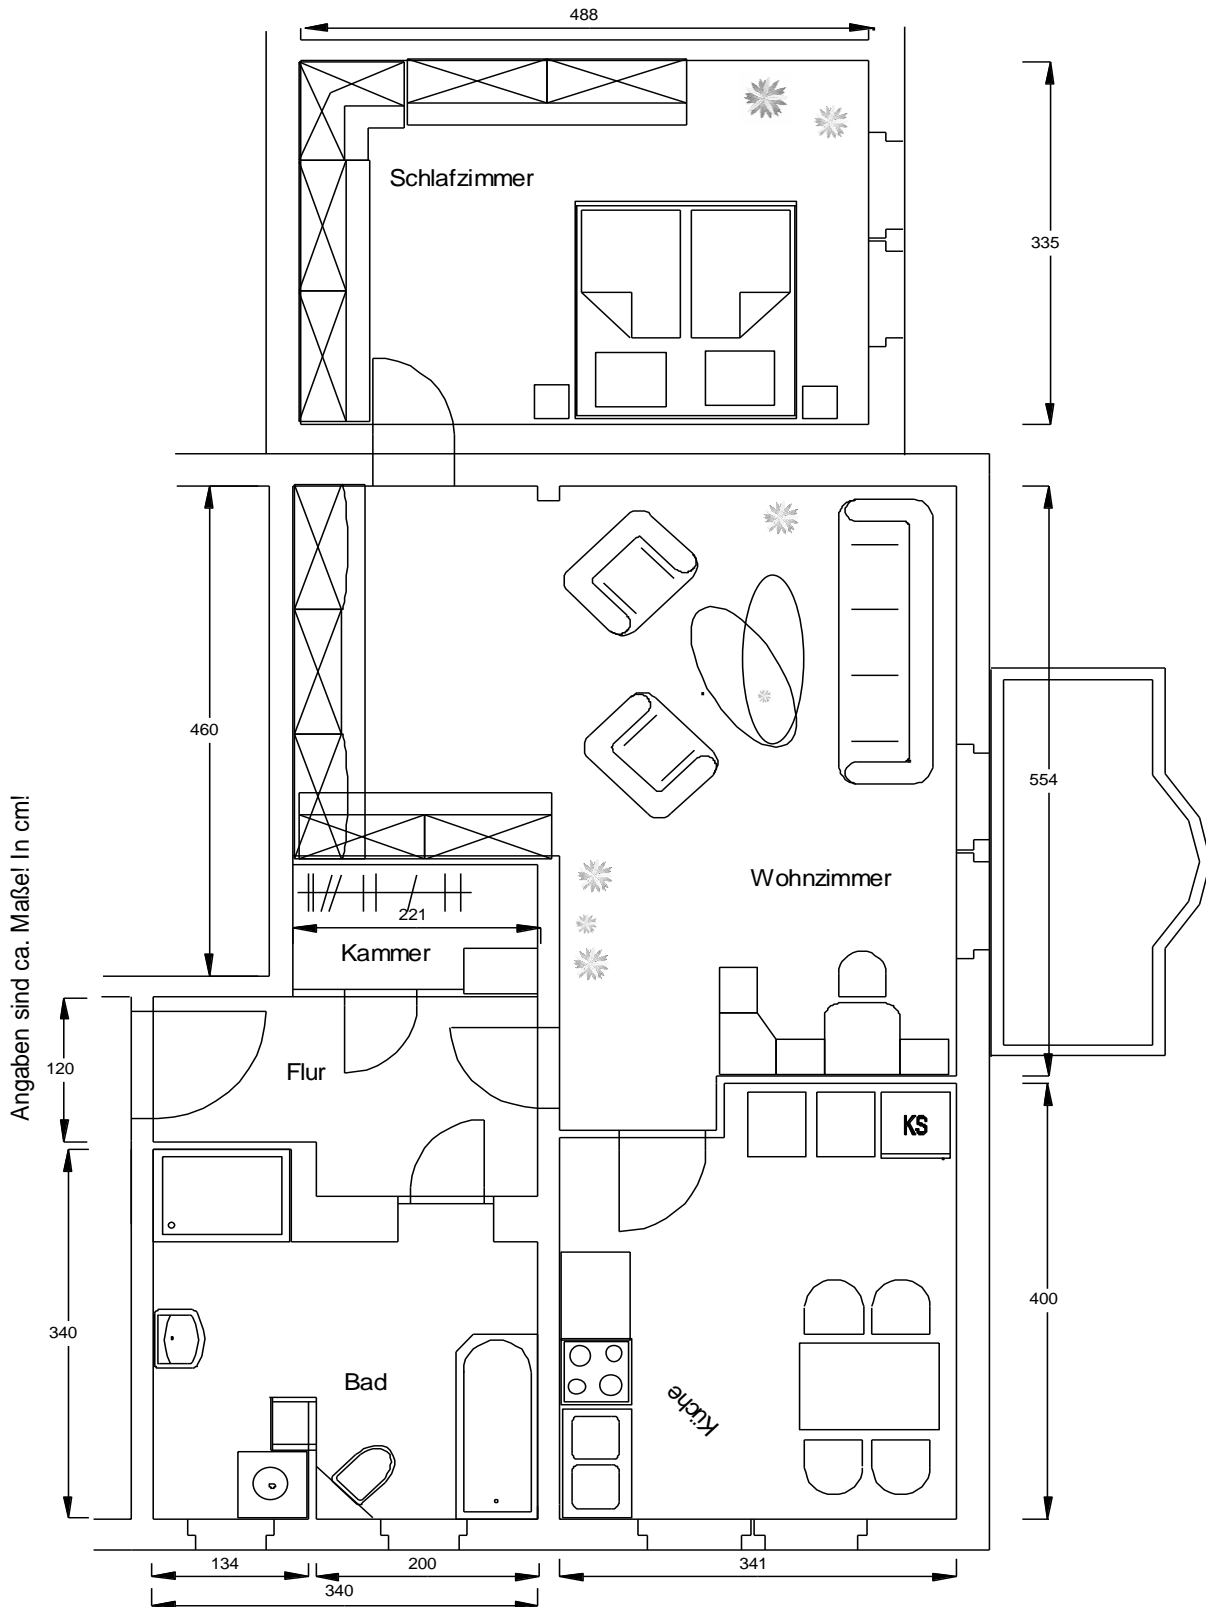 488
Schlafzimmer
335
460
554
Wohnzimmer
221
Kammer
Angaben sind ca. Maße! In cm!
120
Flur
KS
340
400
Bad
Küche
134
200
341
340